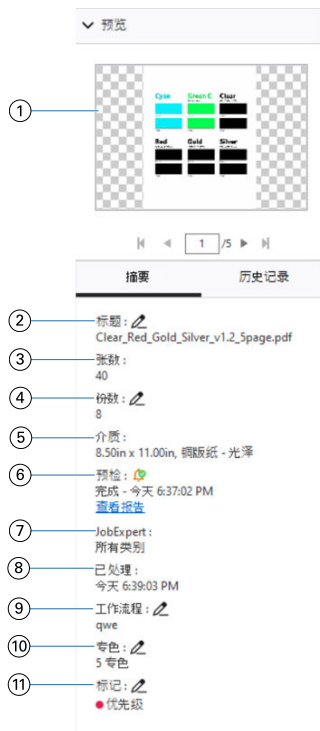 预览
①
Cyan Green C Clear
Red Gold Silver
1 /5
摘要 历史记录
② 标题：
Clear_Red_Gold_Silver_v1.2_5page.pdf
③ 张数：
40
④ 份数：
8
⑤ 介质：
8.50in x 11.00in, 铜版纸 - 光泽
⑥ 预检：
完成 - 今天 6:37:02 PM
查看报告
⑦ JobExpert：
所有类别
⑧ 已处理：
今天 6:39:03 PM
⑨ 工作流程：
qwe
⑩ 专色：
5 专色
⑪ 标记：
优先级